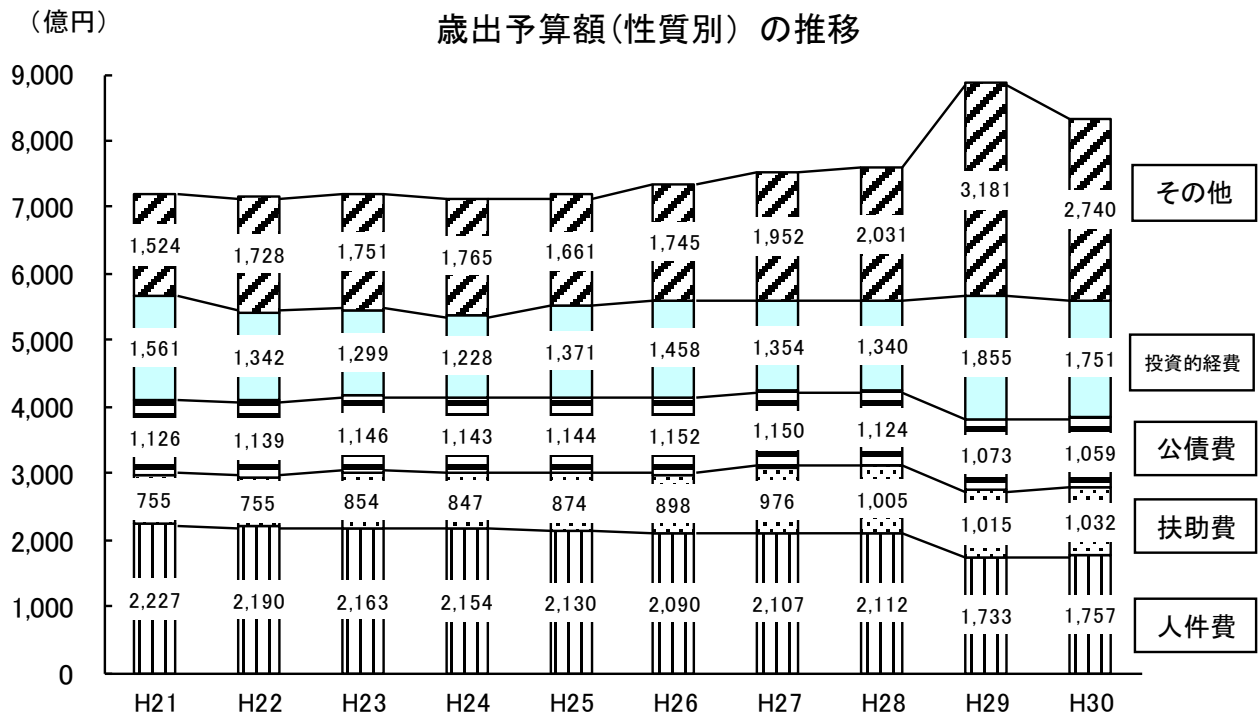 （億円）
歳出予算額(性質別）の推移
9,000
8,000
7,000
6,000
5,000
4,000
3,000
2,000
1,000
0
1,524 1,728 1,751 1,765 1,661 1,745 1,952 2,031 3,181 2,740
その他
1,561 1,342 1,299 1,228 1,371 1,458 1,354 1,340 1,855 1,751
投資的経費
1,126 1,139 1,146 1,143 1,144 1,152 1,150 1,124 1,073 1,059
公債費
755 755 854 847 874 898 976 1,005 1,015 1,032
扶助費
2,227 2,190 2,163 2,154 2,130 2,090 2,107 2,112 1,733 1,757
人件費
H21 H22 H23 H24 H25 H26 H27 H28 H29 H30